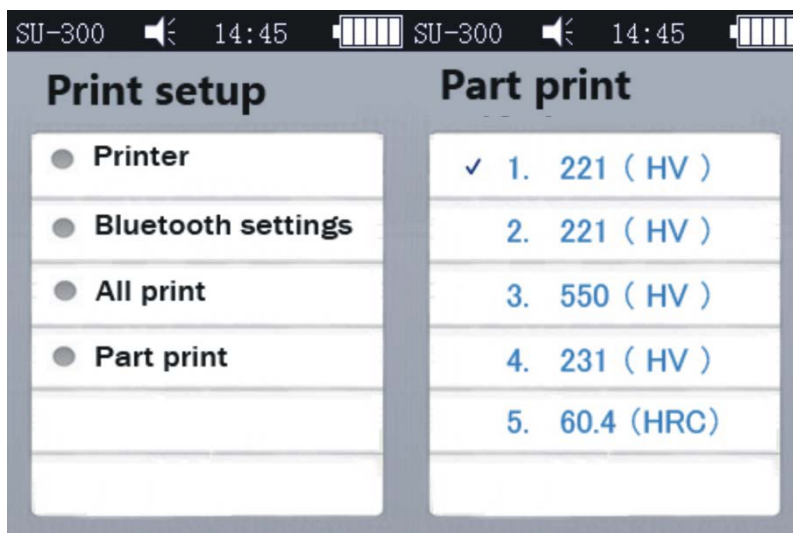 SU-300 14:45
Print setup
Printer
Bluetooth settings
All print
Part print
SU-300 14:45
Part print
✓ 1. 221 ( HV )
2. 221 ( HV )
3. 550 ( HV )
4. 231 ( HV )
5. 60.4 (HRC)